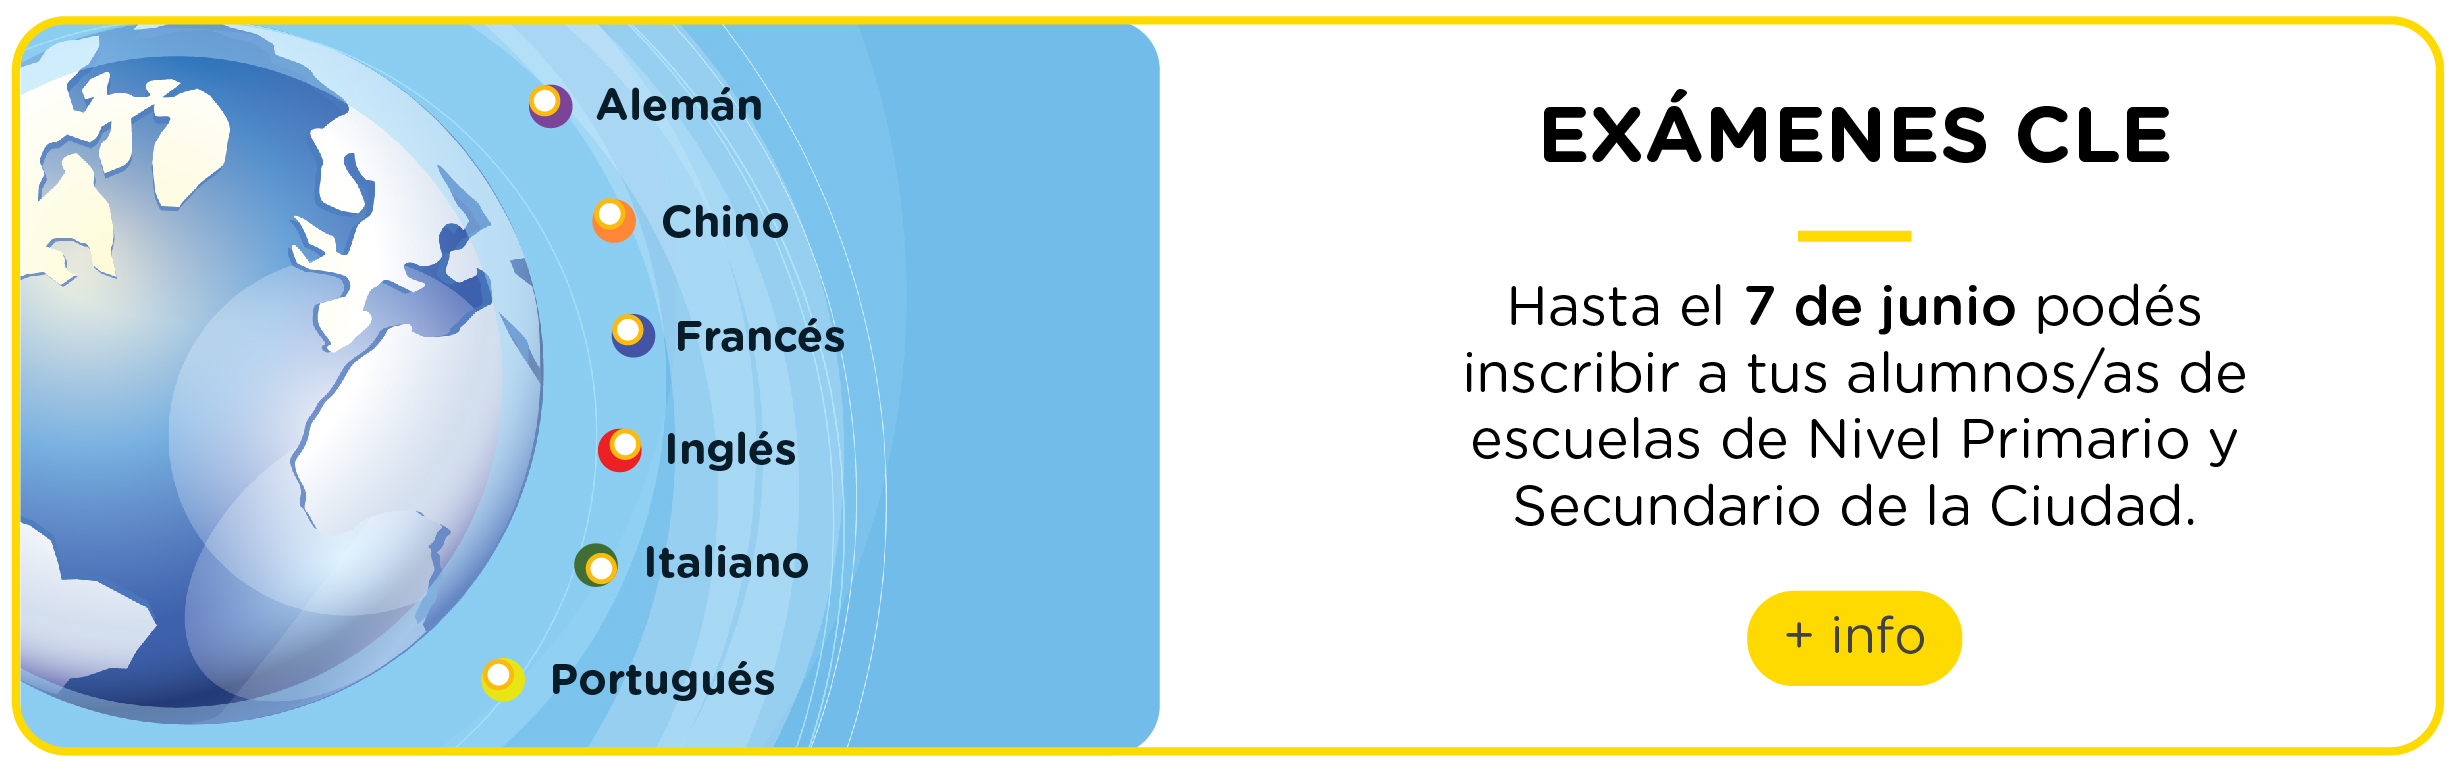 Alemán
Chino
Francés
Inglés
Italiano
Portugués
EXÁMENES CLE
Hasta el 7 de junio podés
inscribir a tus alumnos/as de
escuelas de Nivel Primario y
Secundario de la Ciudad.
+ info